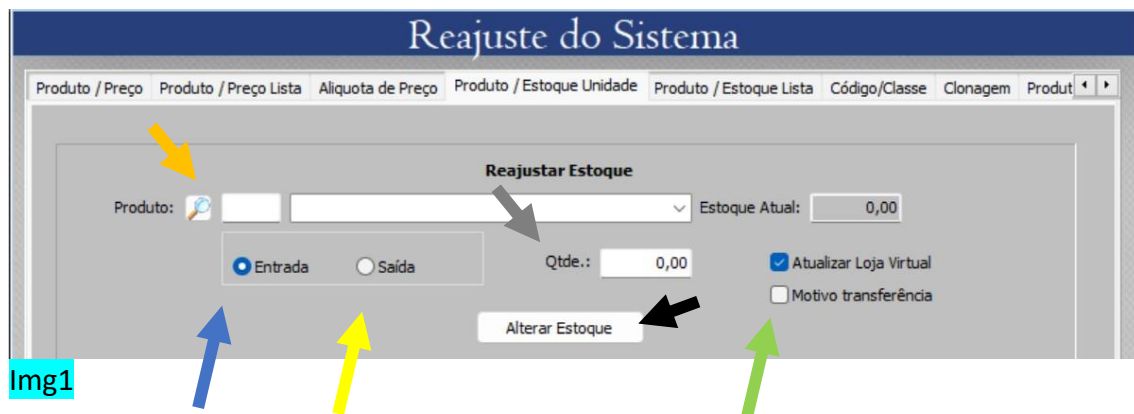 Reajuste do Sistema
Produto / Preço Produto / Preço Lista Aliquota de Preço Produto / Estoque Unidade Produto / Estoque Lista Código/Classe Clonagem Produt
Reajustar Estoque
Produto: Estoque Atual: 0,00
Entrada Saída Qtde.: 0,00 Atualizar Loja Virtual
Motivo transferência
Alterar Estoque
Img1